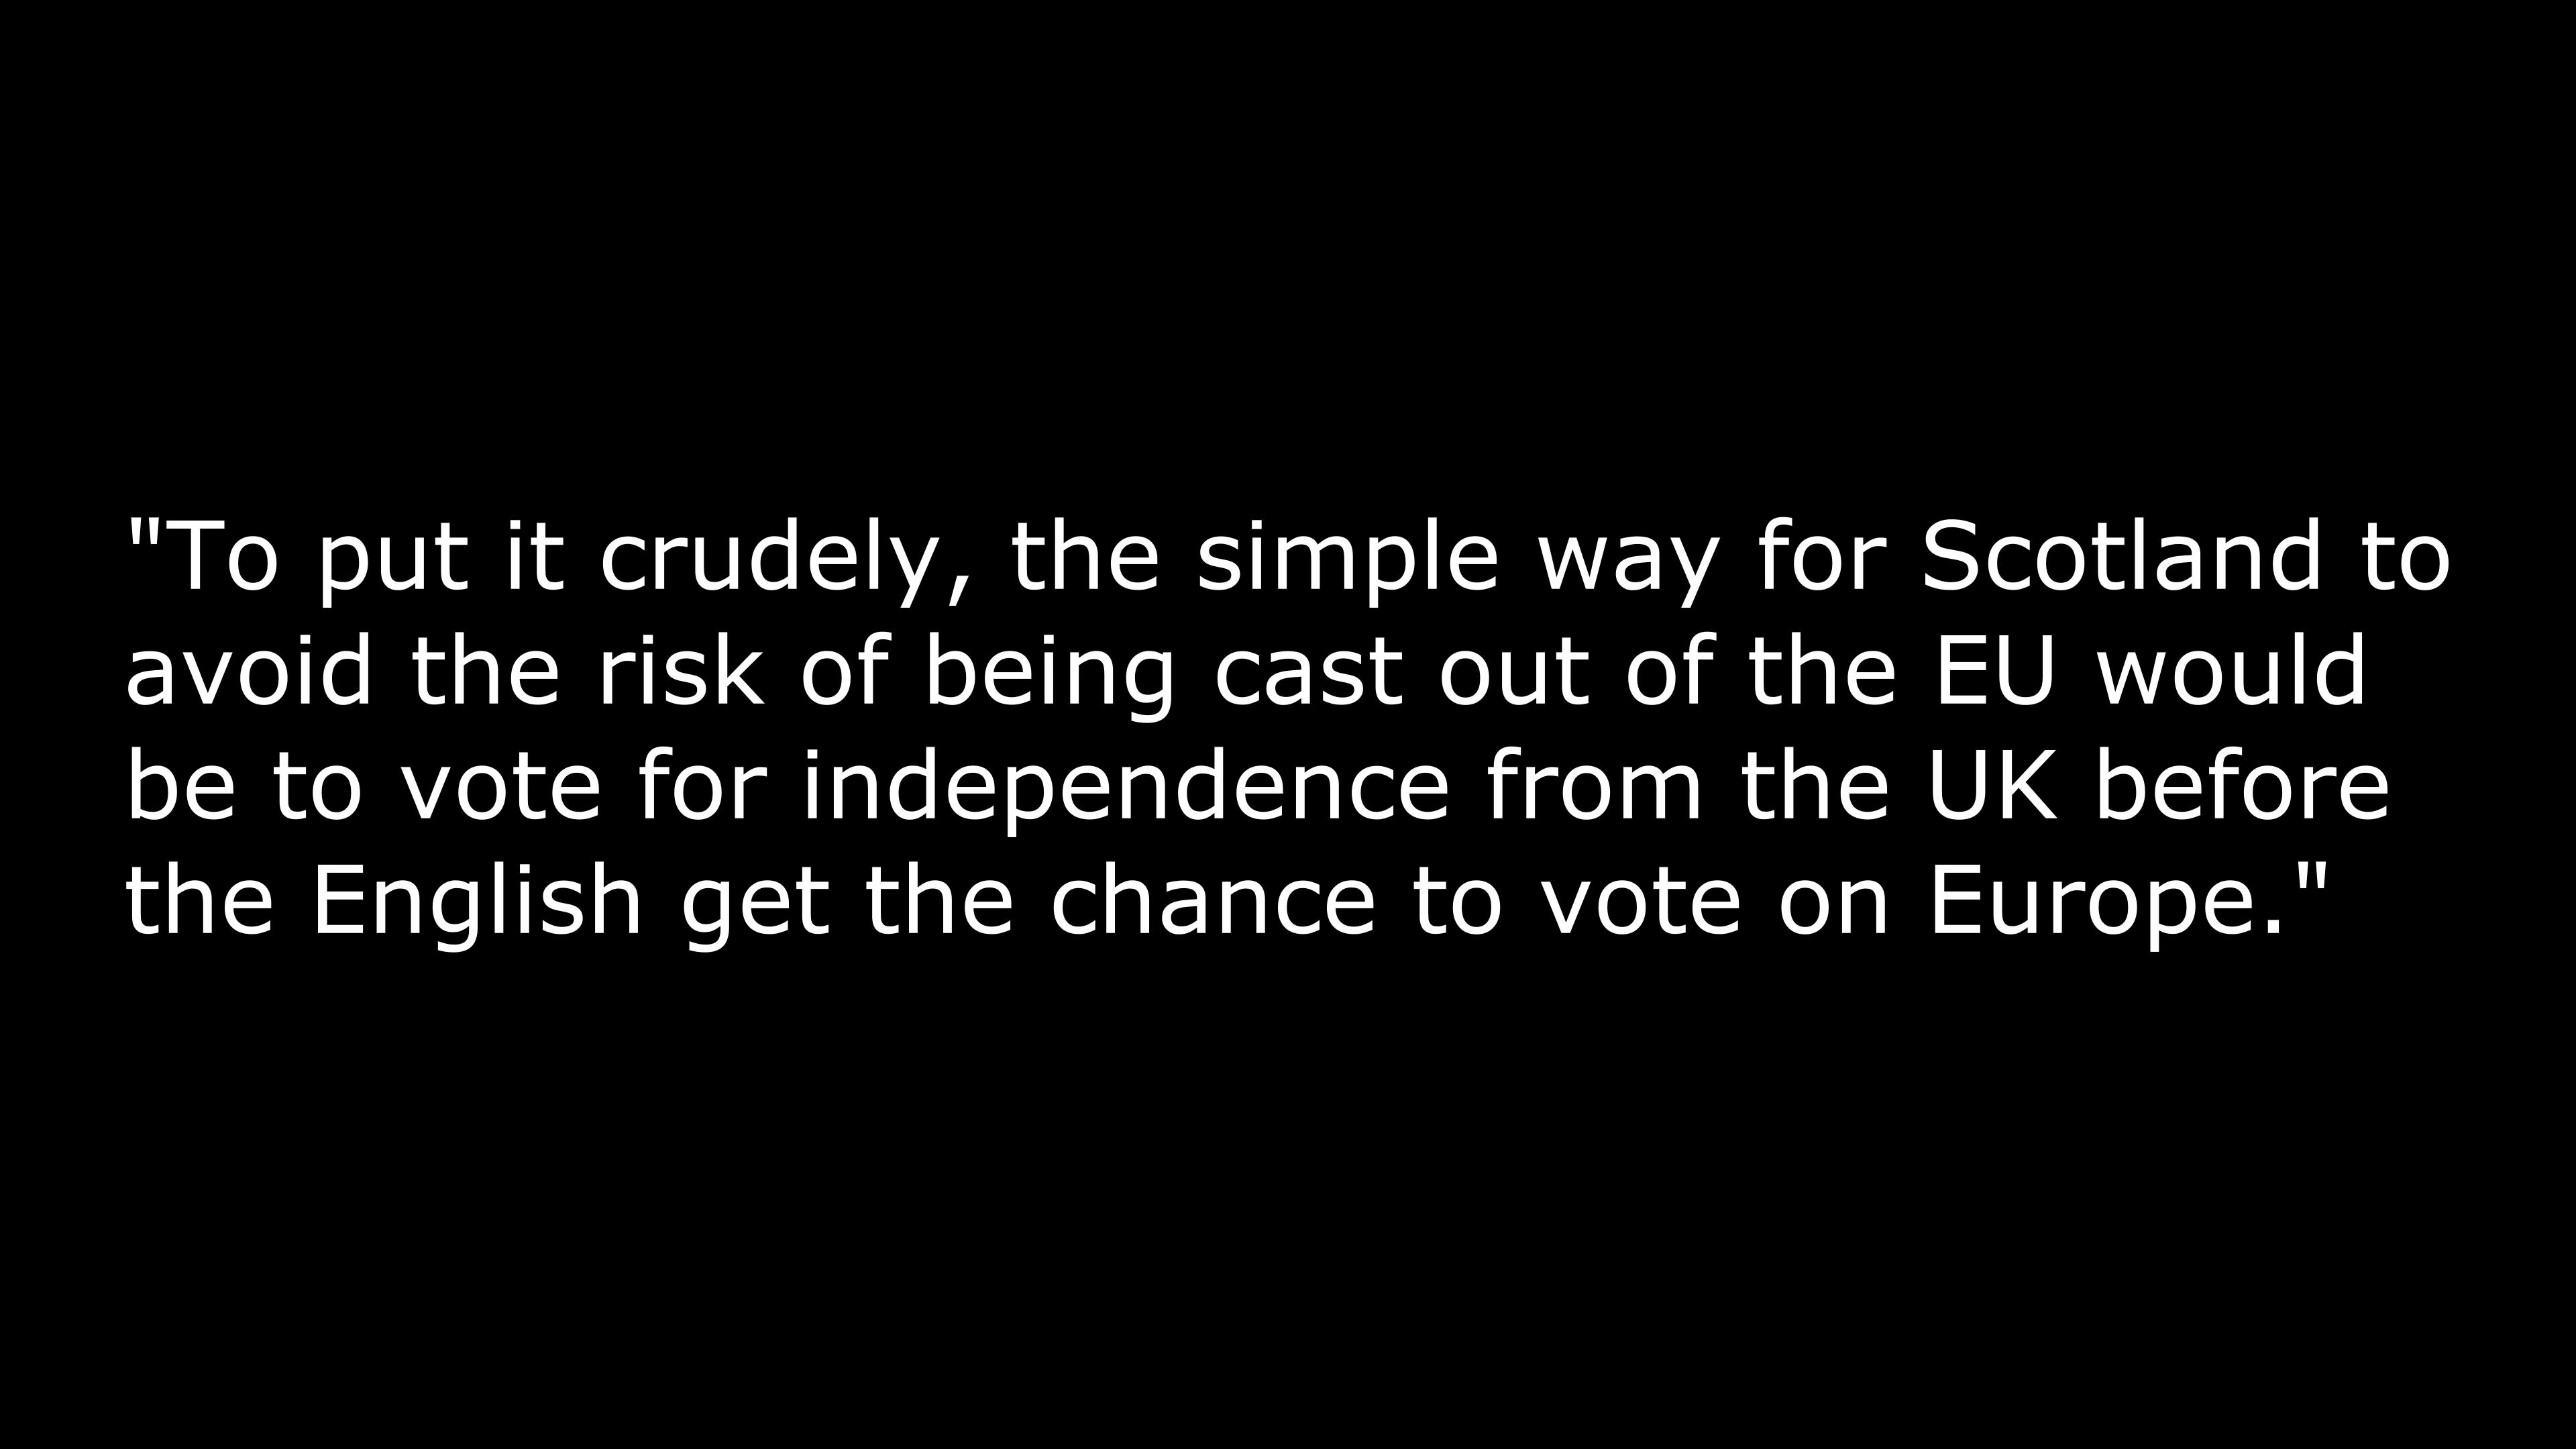 "To put it crudely, the simple way for Scotland to
avoid the risk of being cast out of the EU would
be to vote for independence from the UK before
the English get the chance to vote on Europe."